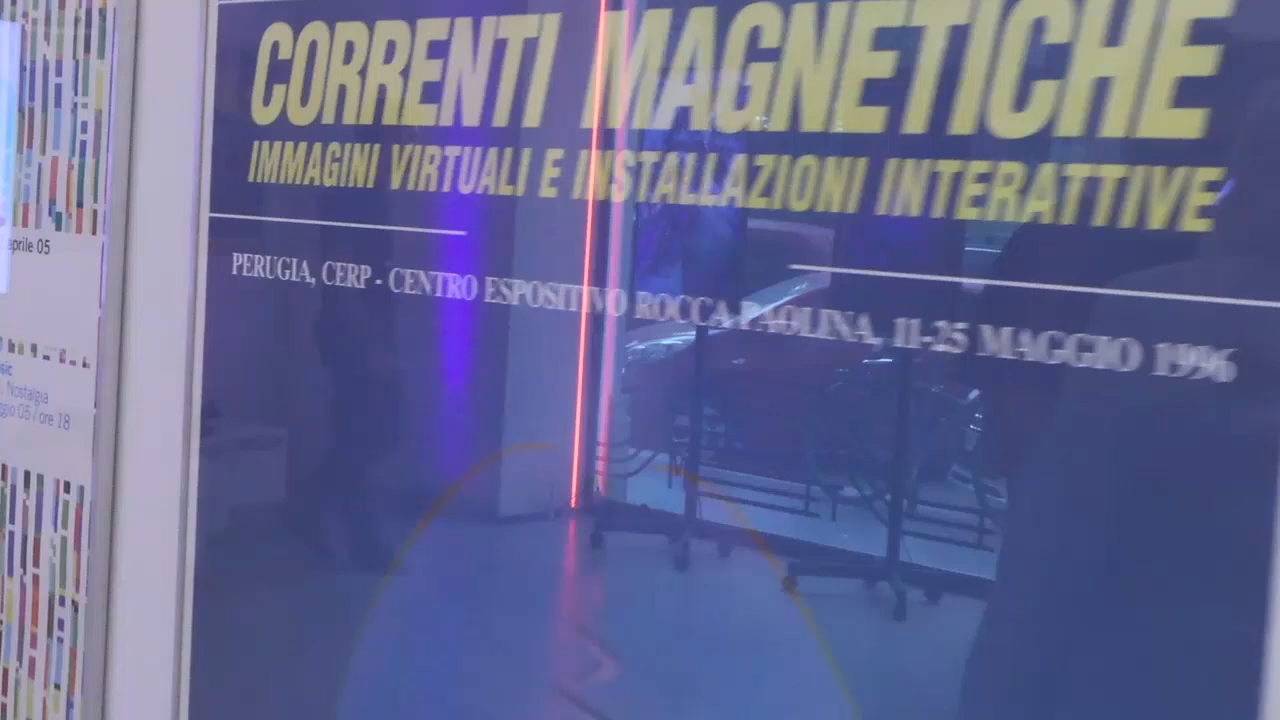 CORRENTI MAGNETICHE
IMMAGINI VIRTUALI E INSTALLAZIONI INTERATTIVE
PERUGIA, CERP - CENTRO ESPOSITIVO ROCCA PAOLINA, 11-25 MAGGIO 1996
aprile 05
Nostalgia
05 / ore 18